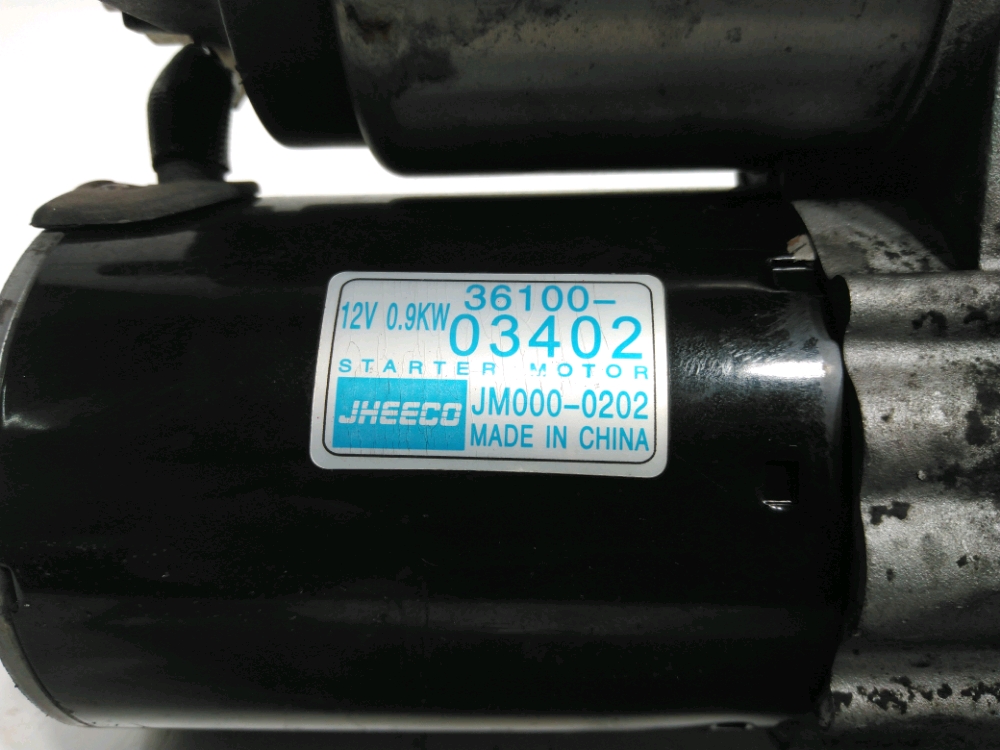 12V 0.9KW 36100-
03402
STARTER MOTOR
JHEECO JM000-0202
MADE IN CHINA